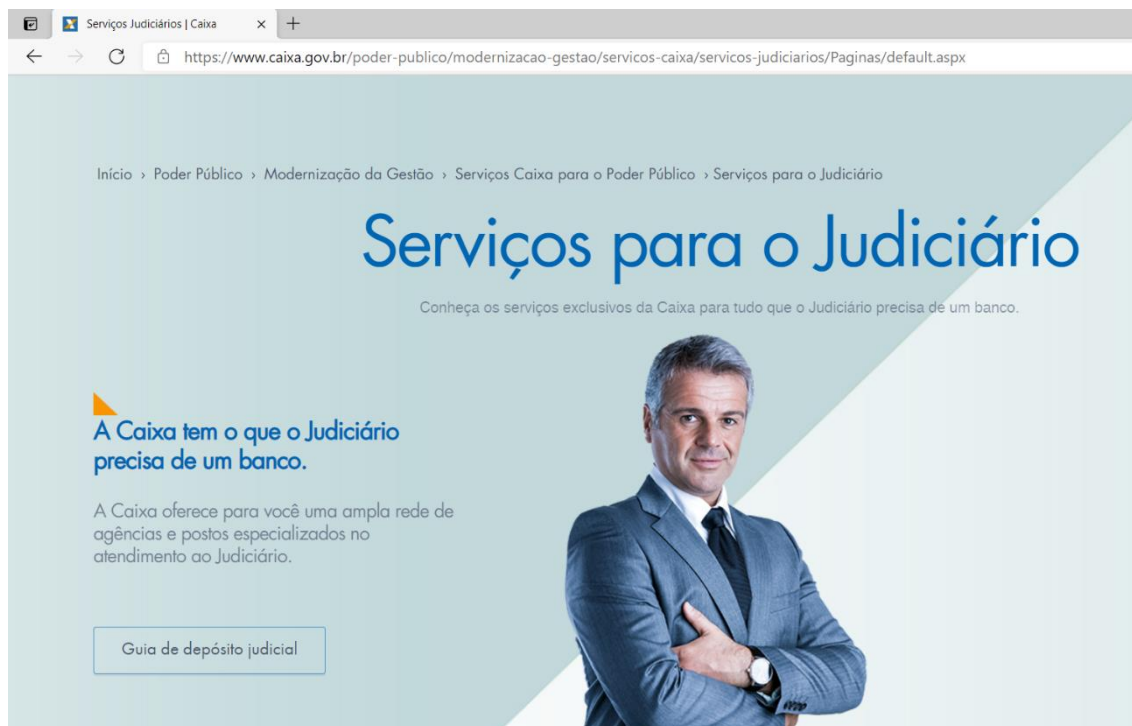 Serviços Judiciários | Caixa
https://www.caixa.gov.br/poder-publico/modernizacao-gestao/servicos-caixa/servicos-judiciarios/Paginas/default.aspx
Início › Poder Público › Modernização da Gestão › Serviços Caixa para o Poder Público › Serviços para o Judiciário
Serviços para o Judiciário
Conheça os serviços exclusivos da Caixa para tudo que o Judiciário precisa de um banco.
A Caixa tem o que o Judiciário
precisa de um banco.
A Caixa oferece para você uma ampla rede de
agências e postos especializados no
atendimento ao Judiciário.
Guia de depósito judicial